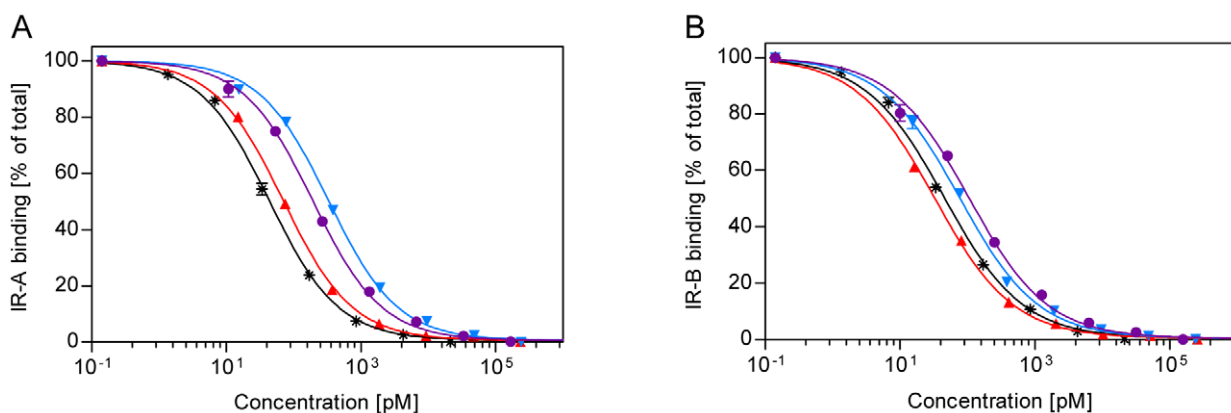 A
B
100
80
60
40
20
0
IR-A binding [% of total]
10⁻¹ 10¹ 10³ 10⁵
Concentration [pM]
100
80
60
40
20
0
IR-B binding [% of total]
10⁻¹ 10¹ 10³ 10⁵
Concentration [pM]